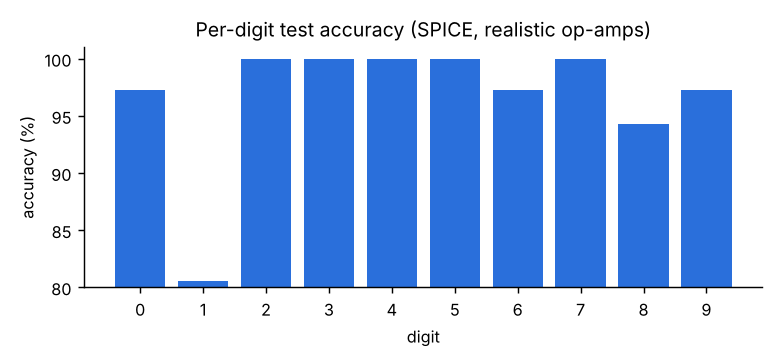 Per-digit test accuracy (SPICE, realistic op-amps)
100
95
90
85
80
accuracy (%)
0 1 2 3 4 5 6 7 8 9
digit